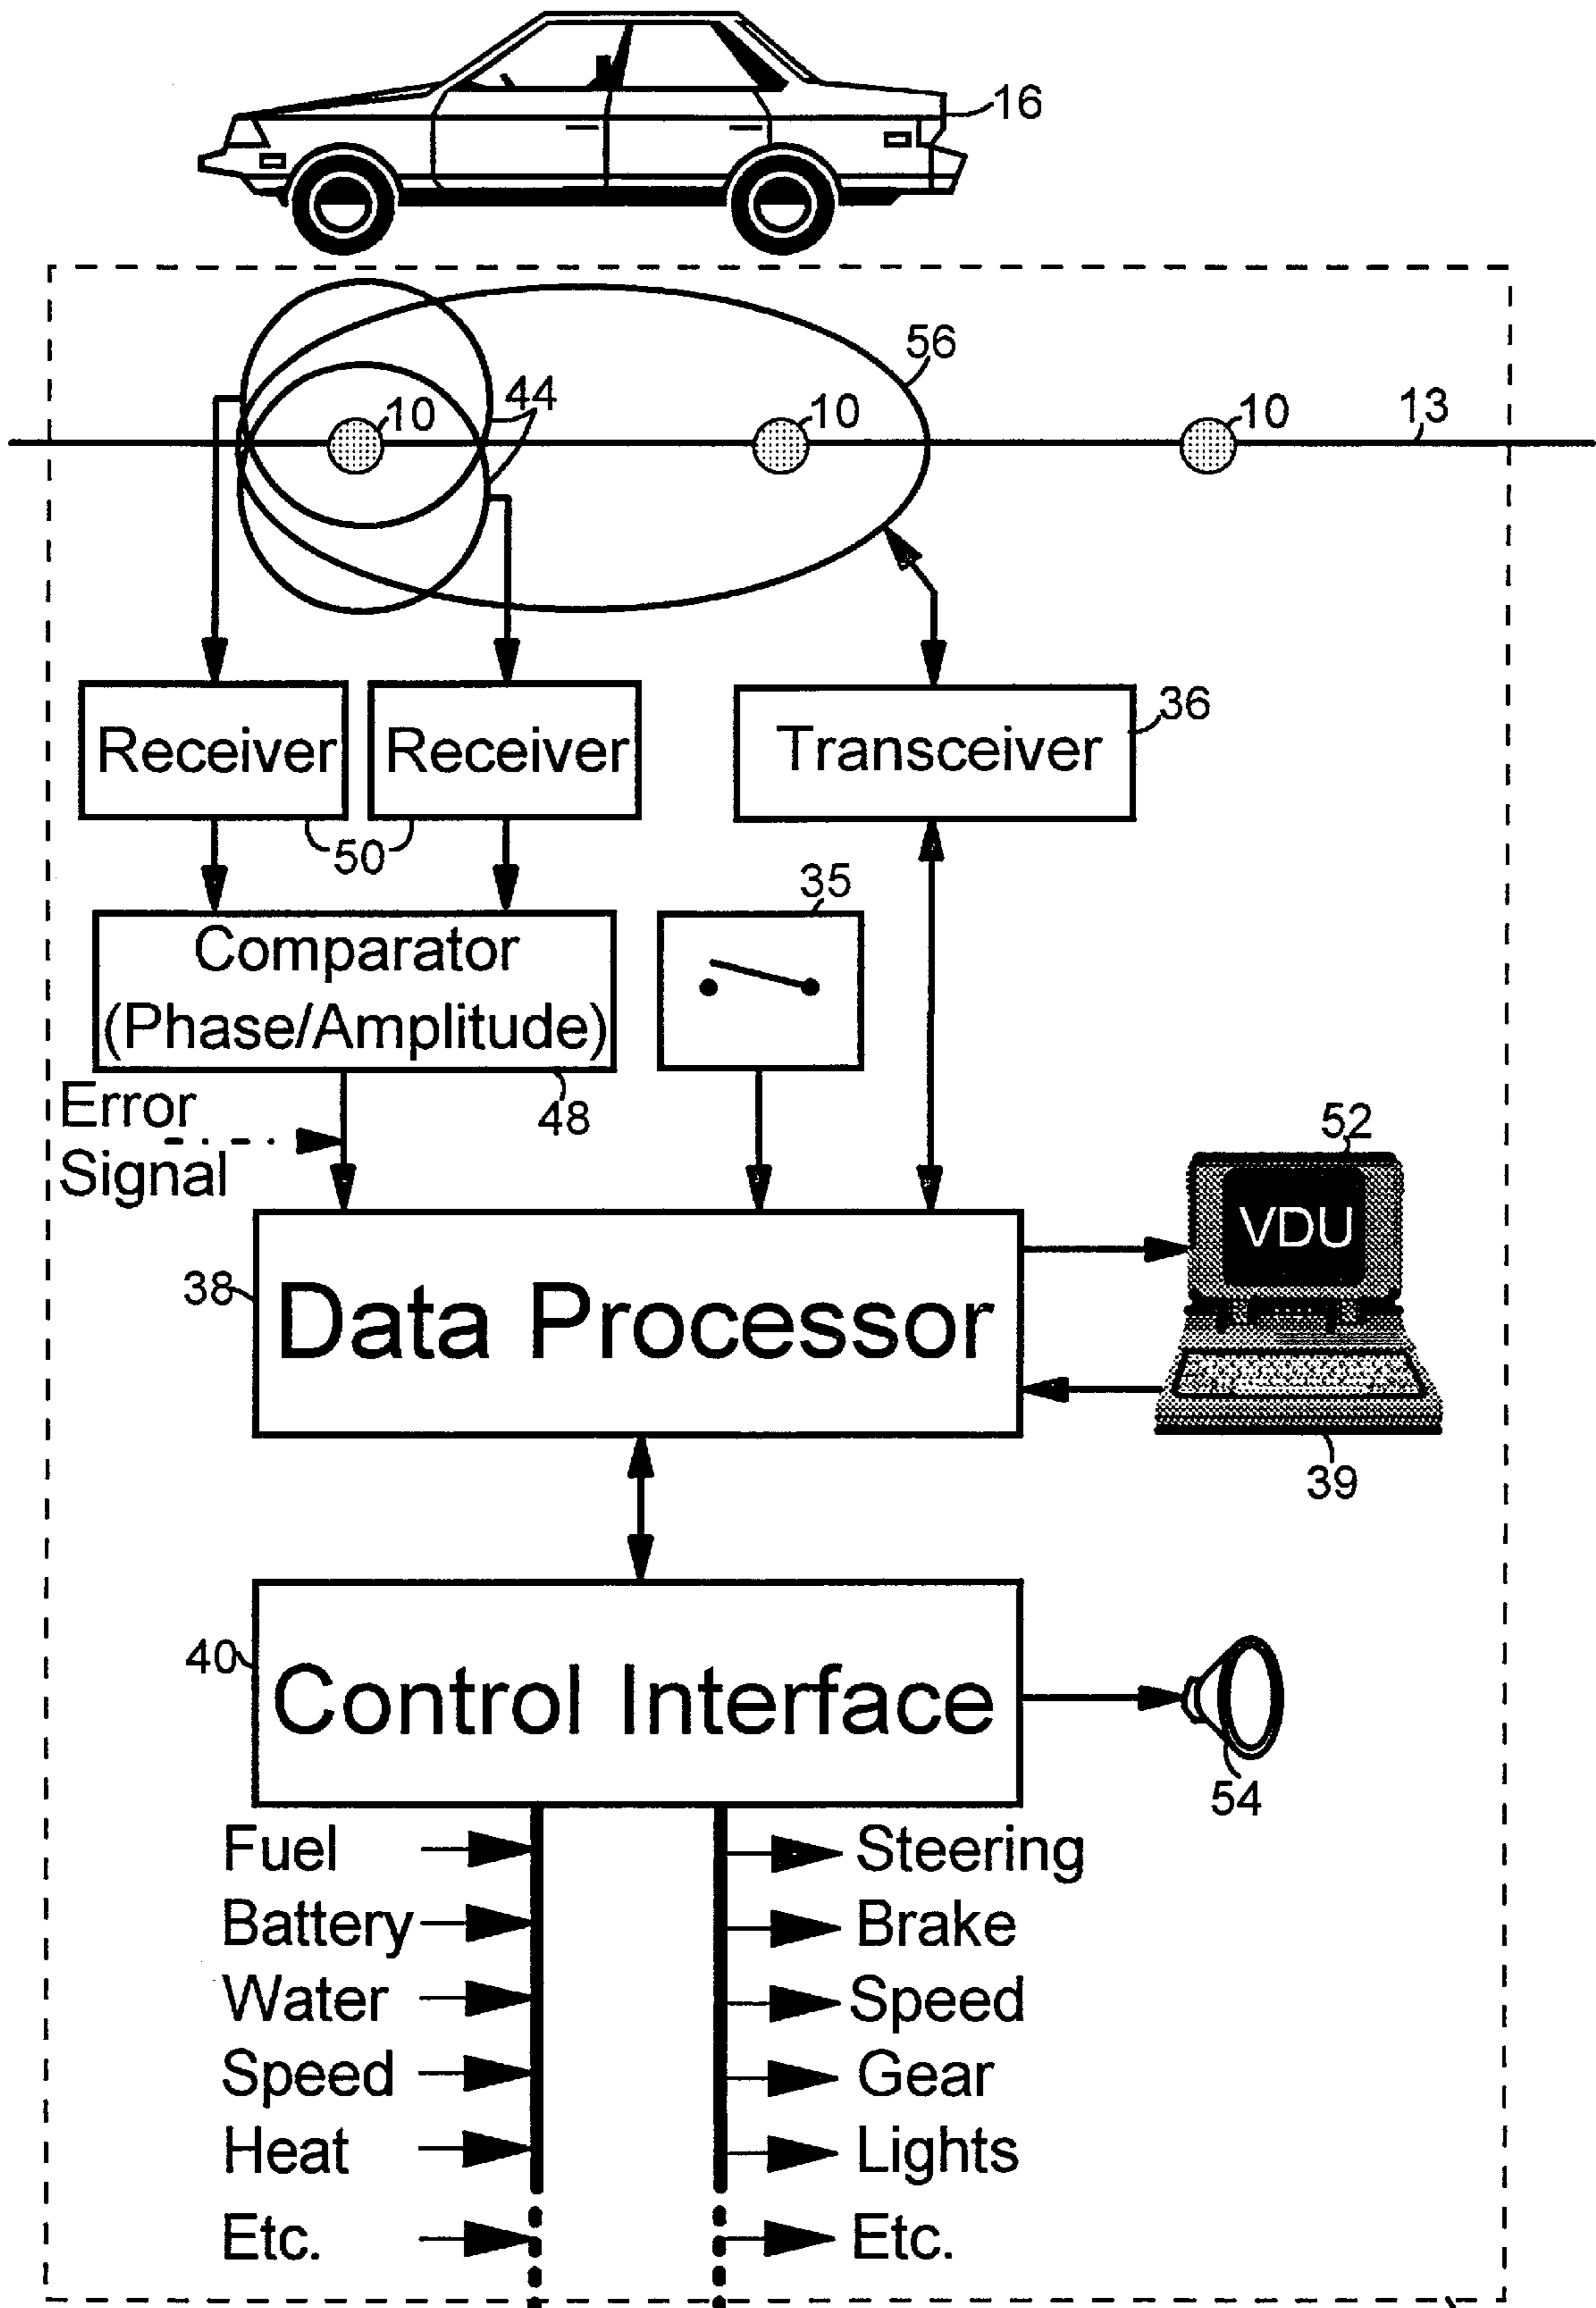 16
56
44
10
10
10
13
Receiver
Receiver
Transceiver
36
50
35
Comparator
(Phase/Amplitude)
48
Error
Signal
52
VDU
38
Data Processor
39
40
Control Interface
54
Fuel
Steering
Battery
Brake
Water
Speed
Speed
Gear
Heat
Lights
Etc.
Etc.